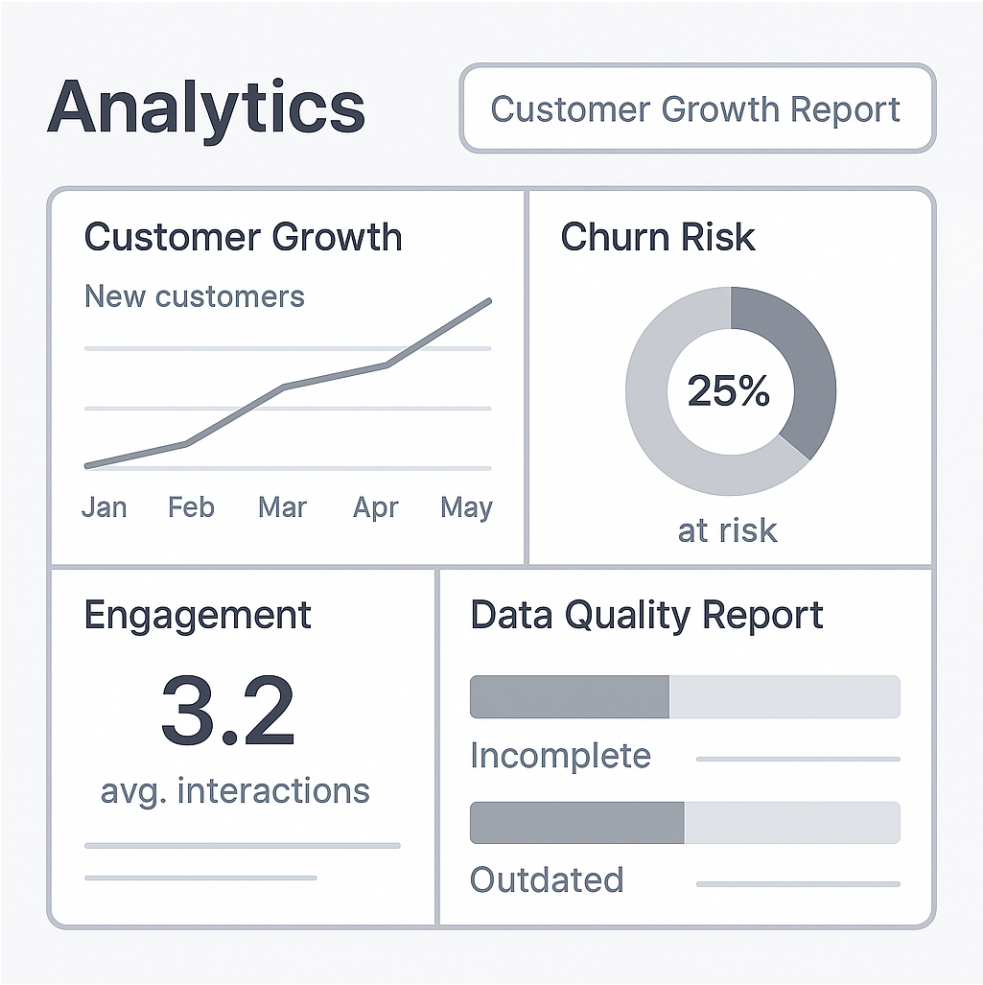 Analytics
Customer Growth Report
Customer Growth
New customers
Jan Feb Mar Apr May
Churn Risk
25%
at risk
Engagement
3.2
avg. interactions
Data Quality Report
Incomplete
Outdated